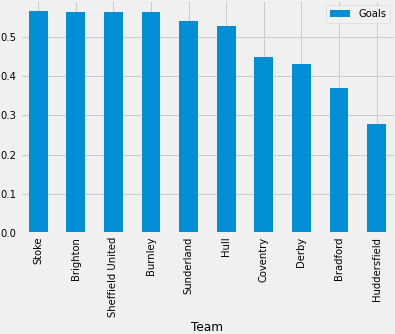 Goals
0.5
0.4
0.3
0.2
0.1
0.0
Stoke
Brighton
Sheffield United
Burnley
Sunderland
Hull
Coventry
Derby
Bradford
Huddersfield
Team